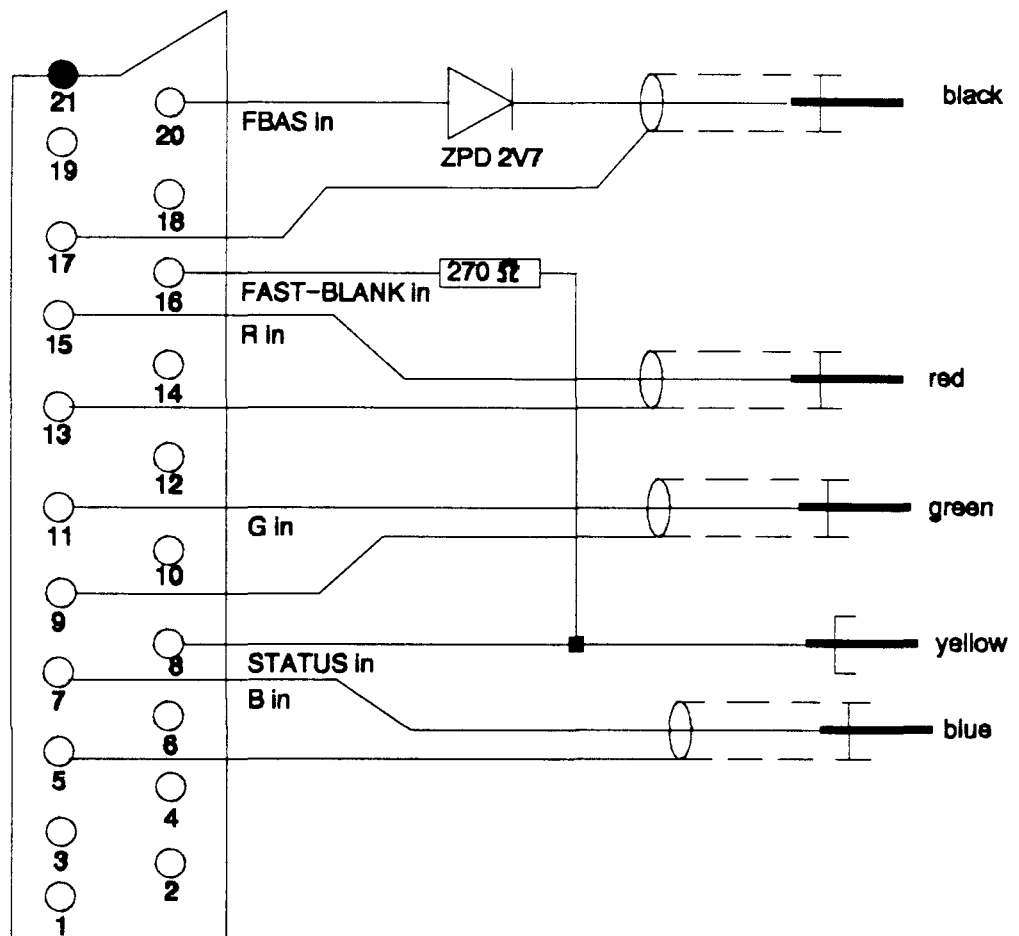 21
20
FBAS in
ZPD 2V7
black
19
18
17
16
FAST-BLANK in
270 Ω
15
R in
14
red
13
12
11
G in
green
10
9
8
STATUS in
yellow
7
B in
6
blue
5
4
3
2
1